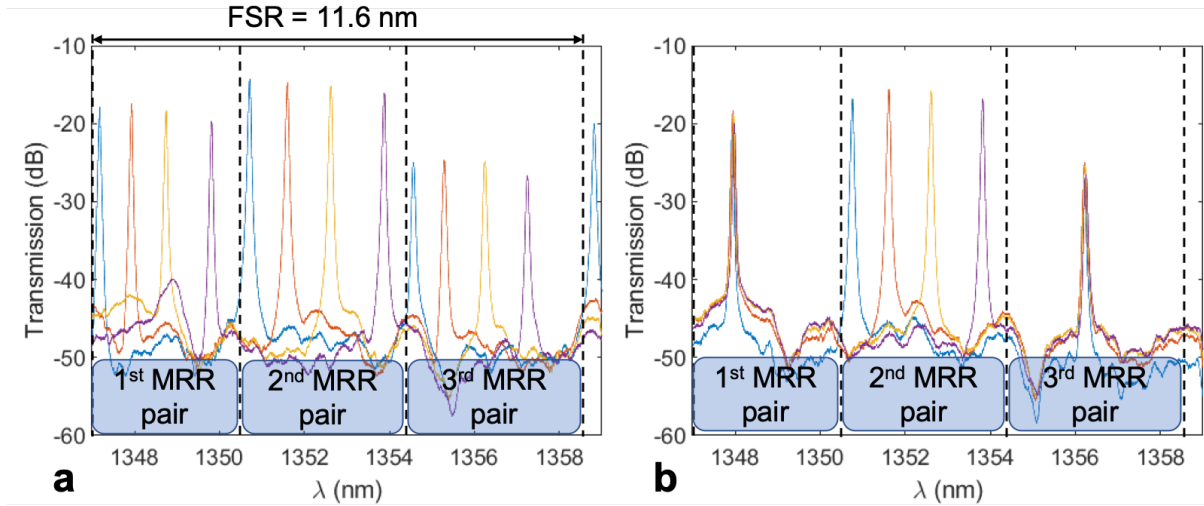 FSR = 11.6 nm
-10
-20
-30
-40
-50
-60
Transmission (dB)
1st MRR
pair
2nd MRR
pair
3rd MRR
pair
1348
1350
1352
1354
1356
1358
λ (nm)
a
-10
-20
-30
-40
-50
-60
Transmission (dB)
1st MRR
pair
2nd MRR
pair
3rd MRR
pair
1348
1350
1352
1354
1356
1358
λ (nm)
b